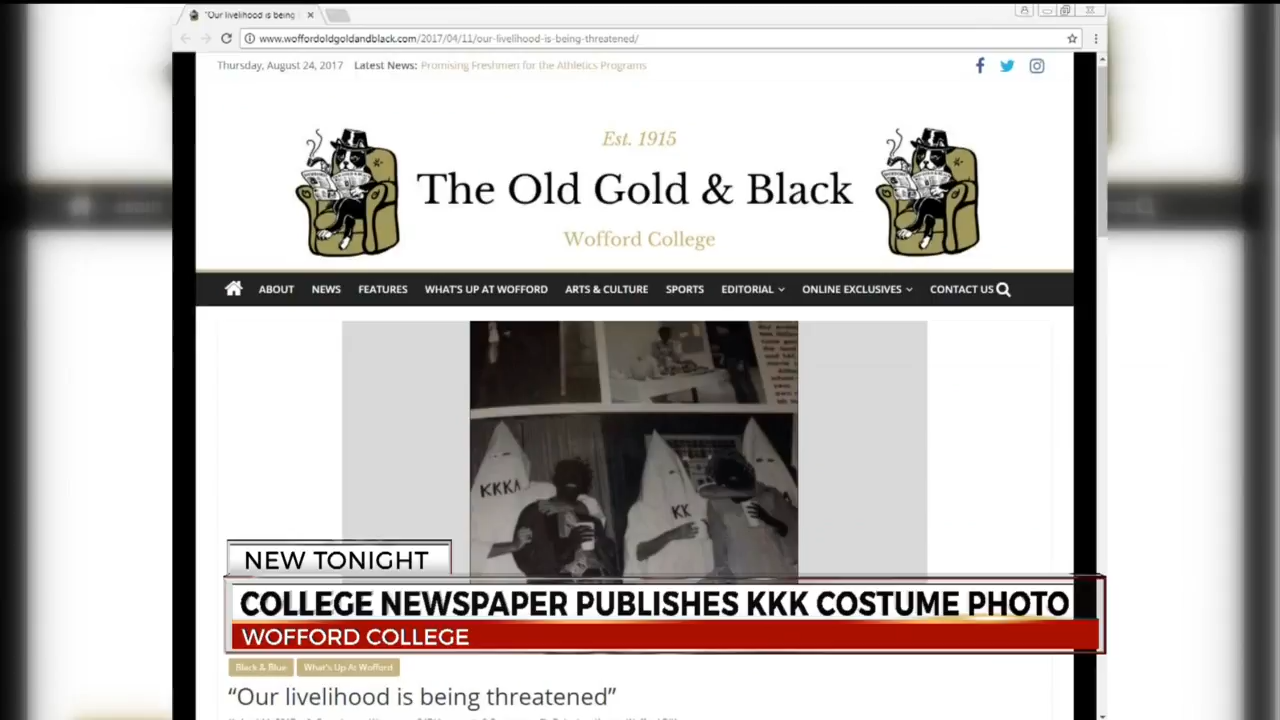 "Our livelihood is being
www.woffordoldgoldandblack.com/2017/04/11/our-livelihood-is-being-threatened/
Thursday, August 24, 2017 Latest News: Promising Freshmen for the Athletics Programs
Est. 1915
The Old Gold & Black
Wofford College
ABOUT NEWS FEATURES WHAT'S UP AT WOFFORD ARTS & CULTURE SPORTS EDITORIAL ONLINE EXCLUSIVES CONTACT US
KKKA
KK
NEW TONIGHT
COLLEGE NEWSPAPER PUBLISHES KKK COSTUME PHOTO
WOFFORD COLLEGE
Black & Blue What's Up At Wofford
“Our livelihood is being threatened”